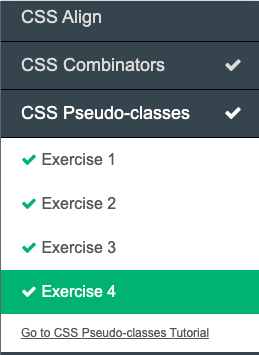 CSS Align
CSS Combinators
CSS Pseudo-classes
Exercise 1
Exercise 2
Exercise 3
Exercise 4
Go to CSS Pseudo-classes Tutorial